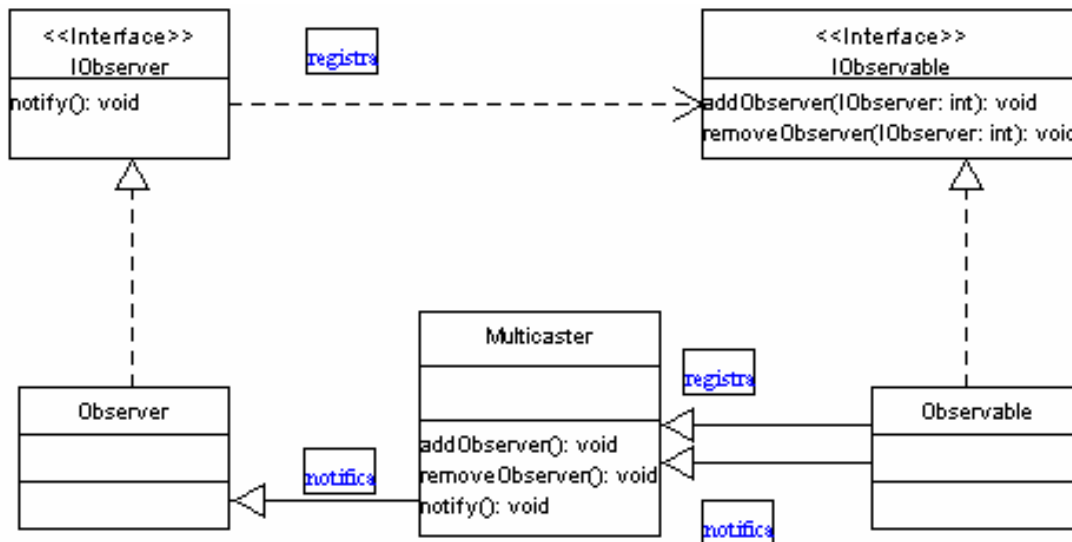 <<Interface>>
IObserver
notify(): void
registra
<<Interface>>
IObservable
addObserver(IObserver: int): void
removeObserver(IObserver: int): void
Observer
notifica
Multicaster
addObserver(): void
removeObserver(): void
notify(): void
registra
notifica
Observable